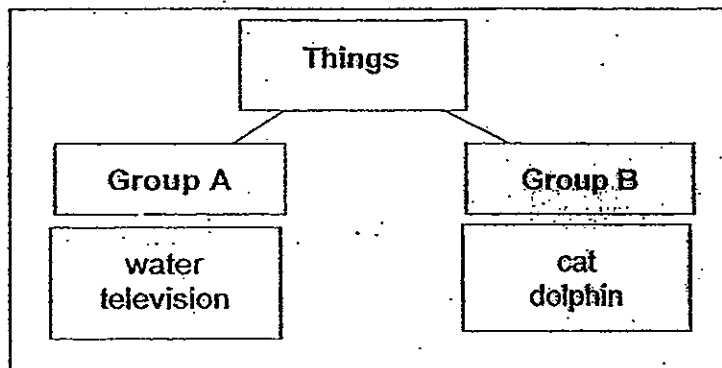 Things
Group A
Group B
water
television
cat
dolphin